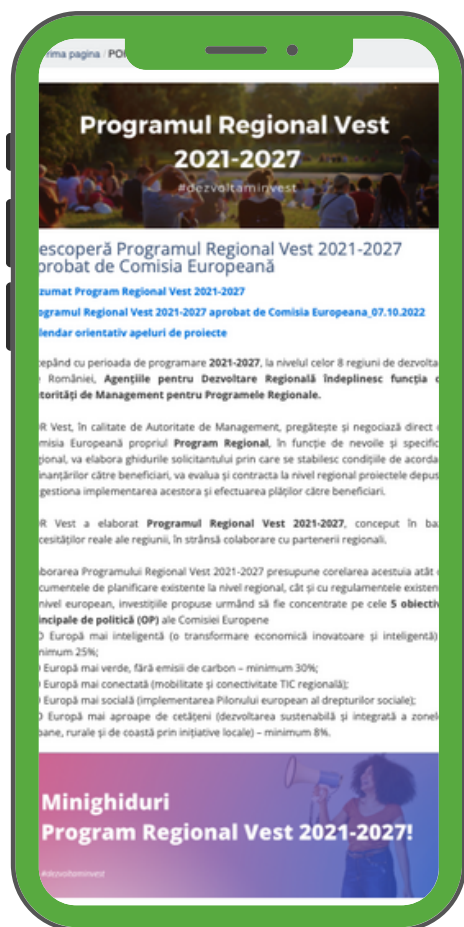 rima pagina / POR
Programul Regional Vest
2021-2027
#dezvoltaminvest
escoperă Programul Regional Vest 2021-2027
probat de Comisia Europeană
zumat Program Regional Vest 2021-2027
ogramul Regional Vest 2021-2027 aprobat de Comisia Europeana_07.10.2022
lendar orientativ apeluri de proiecte
epând cu perioada de programare 2021-2027, la nivelul celor 8 regiuni de dezvolta
României, Agențiile pentru Dezvoltare Regională îndeplinesc funcția d
torități de Management pentru Programele Regionale.
R Vest, în calitate de Autoritate de Management, pregătește și negociază direct
misia Europeană propriul Program Regional, în funcție de nevoile și specific
gional, va elabora ghidurile solicitantului prin care se stabilesc condițiile de acorda
inanțărilor către beneficiari, va evalua și contracta la nivel regional proiectele depus
gestiona implementarea acestora și efectuarea plăților către beneficiari.
R Vest a elaborat Programul Regional Vest 2021-2027, conceput în baz
cesităților reale ale regiunii, în strânsă colaborare cu partenerii regionali.
aborarea Programului Regional Vest 2021-2027 presupune corelarea acestuia atât
cumentele de planificare existente la nivel regional, cât și cu regulamentele existen
nivel european, investițiile propuse urmând să fie concentrate pe cele 5 obiectiv
incipale de politică (OP) ale Comisiei Europene
O Europă mai inteligentă (o transformare economică inovatoare și inteligentă)
nimum 25%;
Europă mai verde, fără emisii de carbon – minimum 30%;
Europă mai conectată (mobilitate și conectivitate TIC regională);
Europă mai socială (implementarea Pilonului european al drepturilor sociale);
O Europă mai aproape de cetățeni (dezvoltarea sustenabilă și integrată a zonel
bane, rurale și de coastă prin inițiative locale) – minimum 8%.
Minighiduri
Program Regional Vest 2021-2027!
#dezvoltaminvest